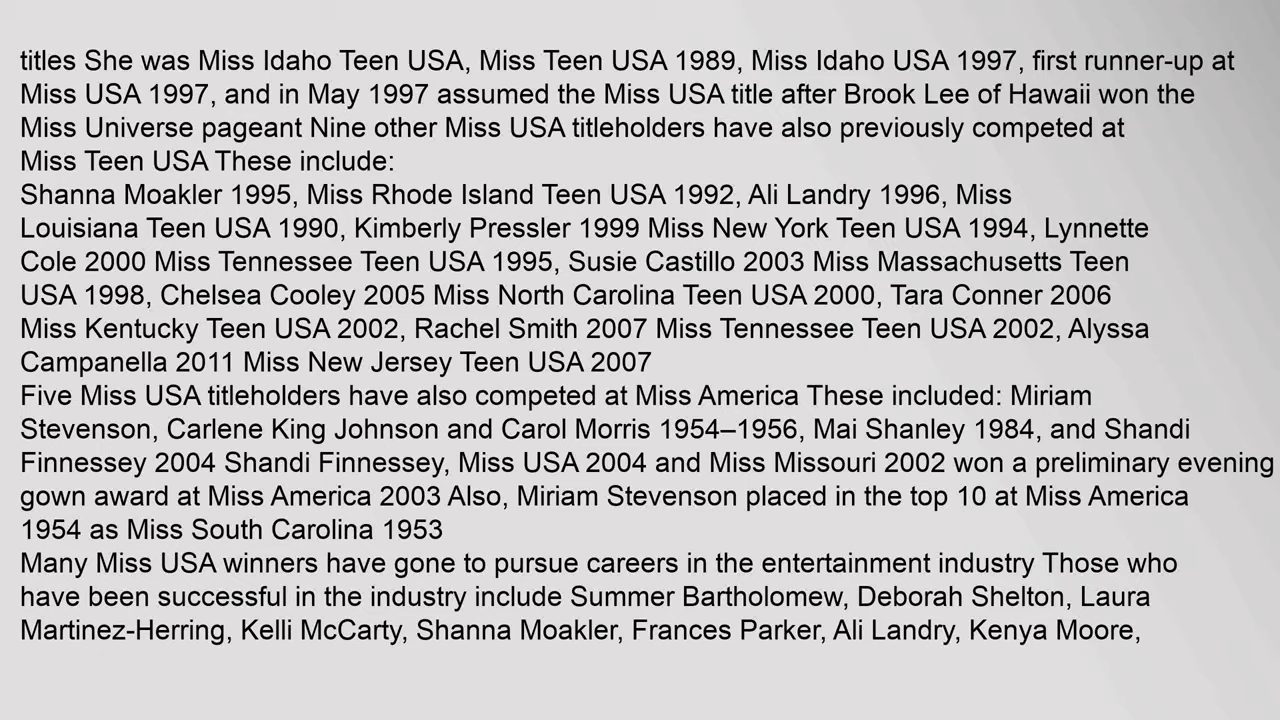 titles She was Miss Idaho Teen USA, Miss Teen USA 1989, Miss Idaho USA 1997, first runner-up at
Miss USA 1997, and in May 1997 assumed the Miss USA title after Brook Lee of Hawaii won the
Miss Universe pageant Nine other Miss USA titleholders have also previously competed at
Miss Teen USA These include:
Shanna Moakler 1995, Miss Rhode Island Teen USA 1992, Ali Landry 1996, Miss
Louisiana Teen USA 1990, Kimberly Pressler 1999 Miss New York Teen USA 1994, Lynnette
Cole 2000 Miss Tennessee Teen USA 1995, Susie Castillo 2003 Miss Massachusetts Teen
USA 1998, Chelsea Cooley 2005 Miss North Carolina Teen USA 2000, Tara Conner 2006
Miss Kentucky Teen USA 2002, Rachel Smith 2007 Miss Tennessee Teen USA 2002, Alyssa
Campanella 2011 Miss New Jersey Teen USA 2007
Five Miss USA titleholders have also competed at Miss America These included: Miriam
Stevenson, Carlene King Johnson and Carol Morris 1954–1956, Mai Shanley 1984, and Shandi
Finnessey 2004 Shandi Finnessey, Miss USA 2004 and Miss Missouri 2002 won a preliminary evening
gown award at Miss America 2003 Also, Miriam Stevenson placed in the top 10 at Miss America
1954 as Miss South Carolina 1953
Many Miss USA winners have gone to pursue careers in the entertainment industry Those who
have been successful in the industry include Summer Bartholomew, Deborah Shelton, Laura
Martinez-Herring, Kelli McCarty, Shanna Moakler, Frances Parker, Ali Landry, Kenya Moore,